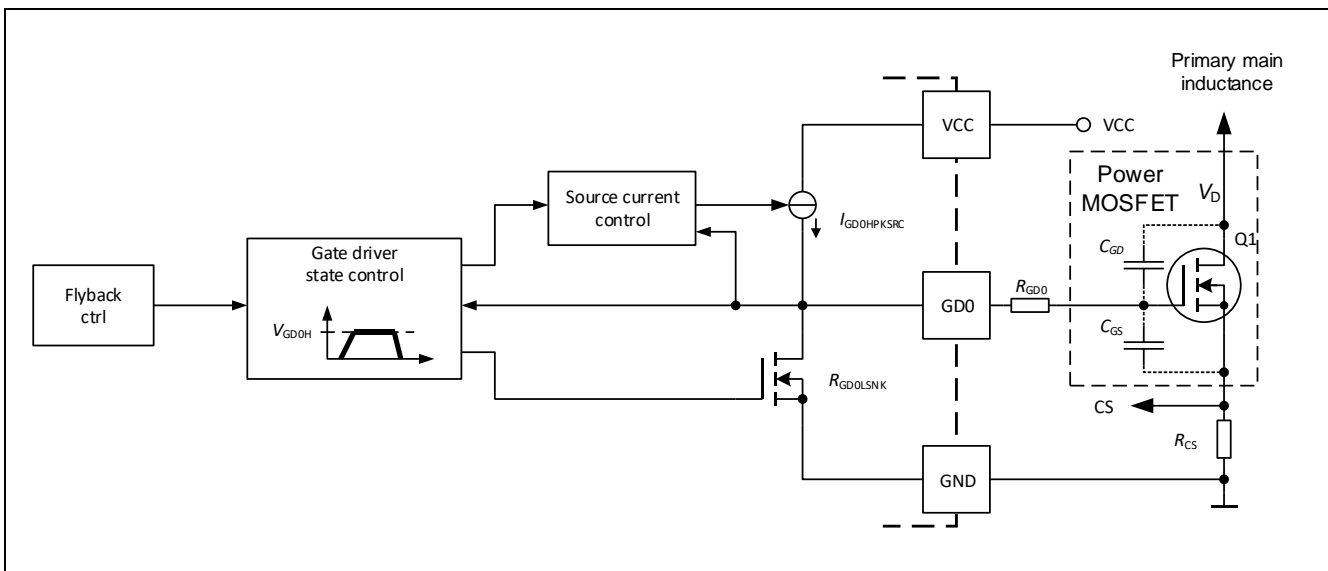 Primary main
inductance
VCC
VCC
Power
MOSFET
VD
Source current
control
IGD0HPKSRC
Q1
CGD
Gate driver
state control
Flyback
ctrl
VGD0H
GD0
RGD0
CGS
RGD0LSNK
CS
RCS
GND